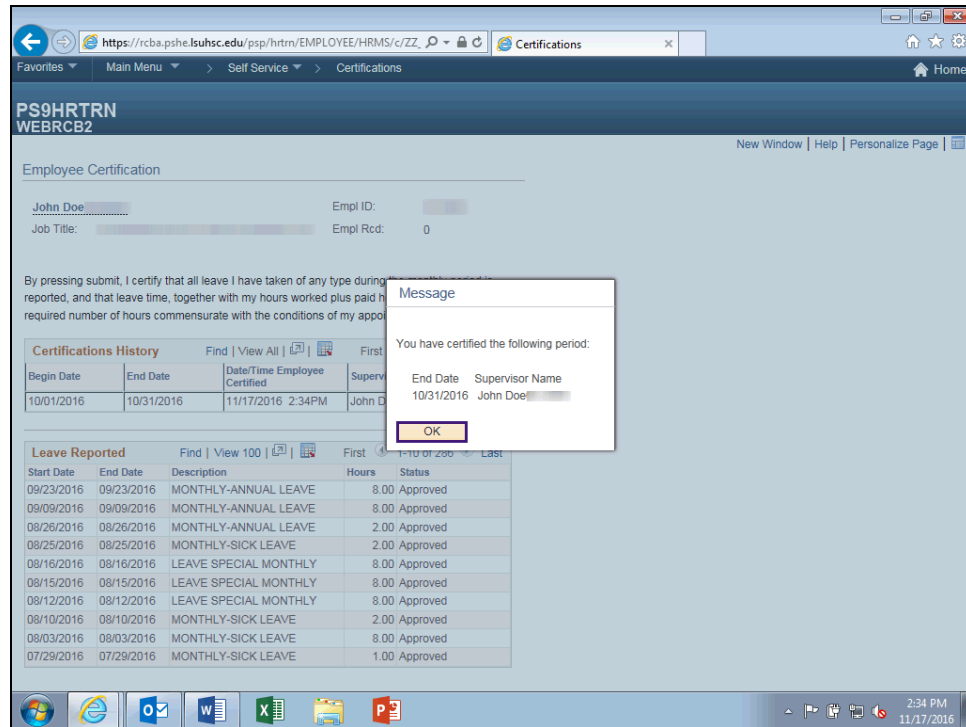 https://rcba.pshe.lsuhsc.edu/psp/hrtrn/EMPLOYEE/HRMS/c/ZZ_
Certifications
Favorites Main Menu > Self Service > Certifications
Home
PS9HRTRN
WEBRCB2
New Window | Help | Personalize Page |
Employee Certification
John Doe Empl ID:
Job Title: Empl Rcd: 0
By pressing submit, I certify that all leave I have taken of any type during the monthly period is
reported, and that leave time, together with my hours worked plus paid h
required number of hours commensurate with the conditions of my appoi
Message
You have certified the following period:
End Date Supervisor Name
10/31/2016 John Doe
OK
Certifications History Find | View All | First
Begin Date End Date Date/Time Employee Certified Supervi
10/01/2016 10/31/2016 11/17/2016 2:34PM John D
Leave Reported Find | View 100 | First 1-10 of 286 Last
Start Date End Date Description Hours Status
09/23/2016 09/23/2016 MONTHLY-ANNUAL LEAVE 8.00 Approved
09/09/2016 09/09/2016 MONTHLY-ANNUAL LEAVE 8.00 Approved
08/26/2016 08/26/2016 MONTHLY-ANNUAL LEAVE 2.00 Approved
08/25/2016 08/25/2016 MONTHLY-SICK LEAVE 2.00 Approved
08/16/2016 08/16/2016 LEAVE SPECIAL MONTHLY 8.00 Approved
08/15/2016 08/15/2016 LEAVE SPECIAL MONTHLY 8.00 Approved
08/12/2016 08/12/2016 LEAVE SPECIAL MONTHLY 8.00 Approved
08/10/2016 08/10/2016 MONTHLY-SICK LEAVE 2.00 Approved
08/03/2016 08/03/2016 MONTHLY-SICK LEAVE 8.00 Approved
07/29/2016 07/29/2016 MONTHLY-SICK LEAVE 1.00 Approved
2:34 PM
11/17/2016